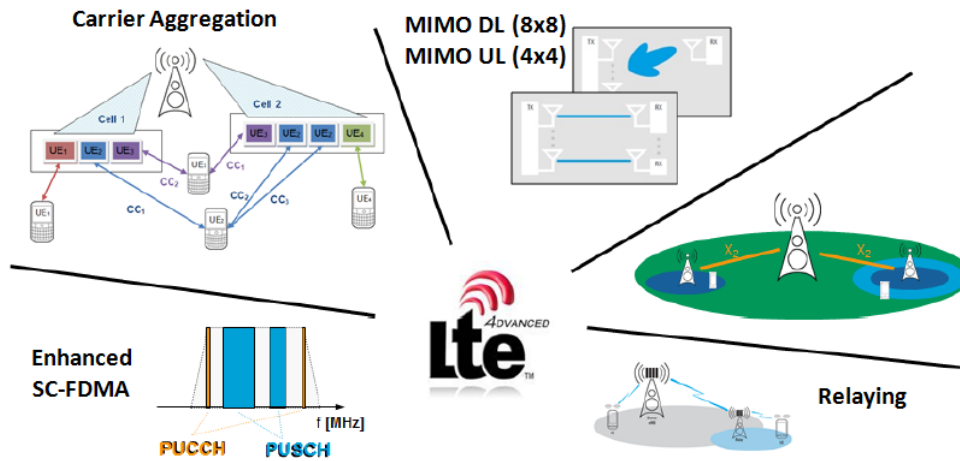 Carrier Aggregation
Cell 1
Cell 2
UE1
UE2
UE3
UE3
UE2
UE2
UE4
CC2
UE3
CC1
CC1
CC2
CC3
UE1
UE2
UE4
MIMO DL (8x8)
MIMO UL (4x4)
TX
RX
TX
RX
RX
X2
X2
Enhanced
SC-FDMA
f [MHz]
PUCCH
PUSCH
4DVANCED
Lte
TM
Relaying